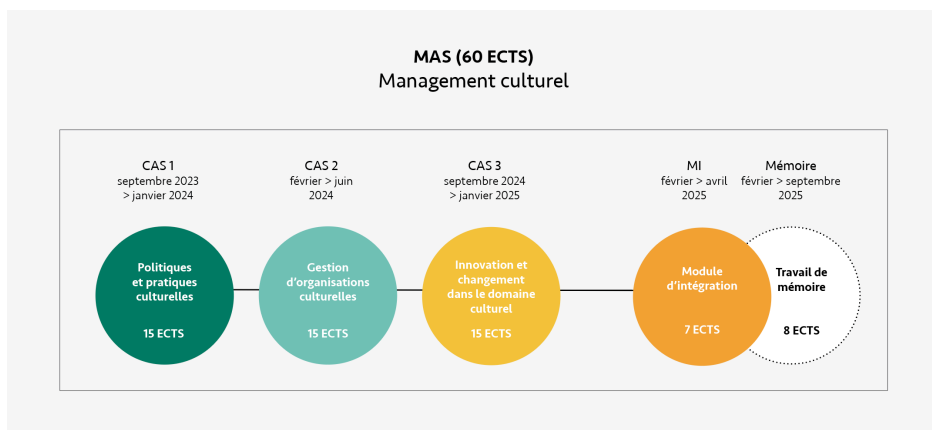 MAS (60 ECTS)
Management culturel
CAS 1
septembre 2023
> janvier 2024
CAS 2
février > juin
2024
CAS 3
septembre 2024
> janvier 2025
MI
février > avril
2025
Mémoire
février > septembre
2025
Politiques
et pratiques
culturelles
15 ECTS
Gestion
d'organisations
culturelles
15 ECTS
Innovation et
changement
dans le domaine
culturel
15 ECTS
Module
d'intégration
7 ECTS
Travail de
mémoire
8 ECTS